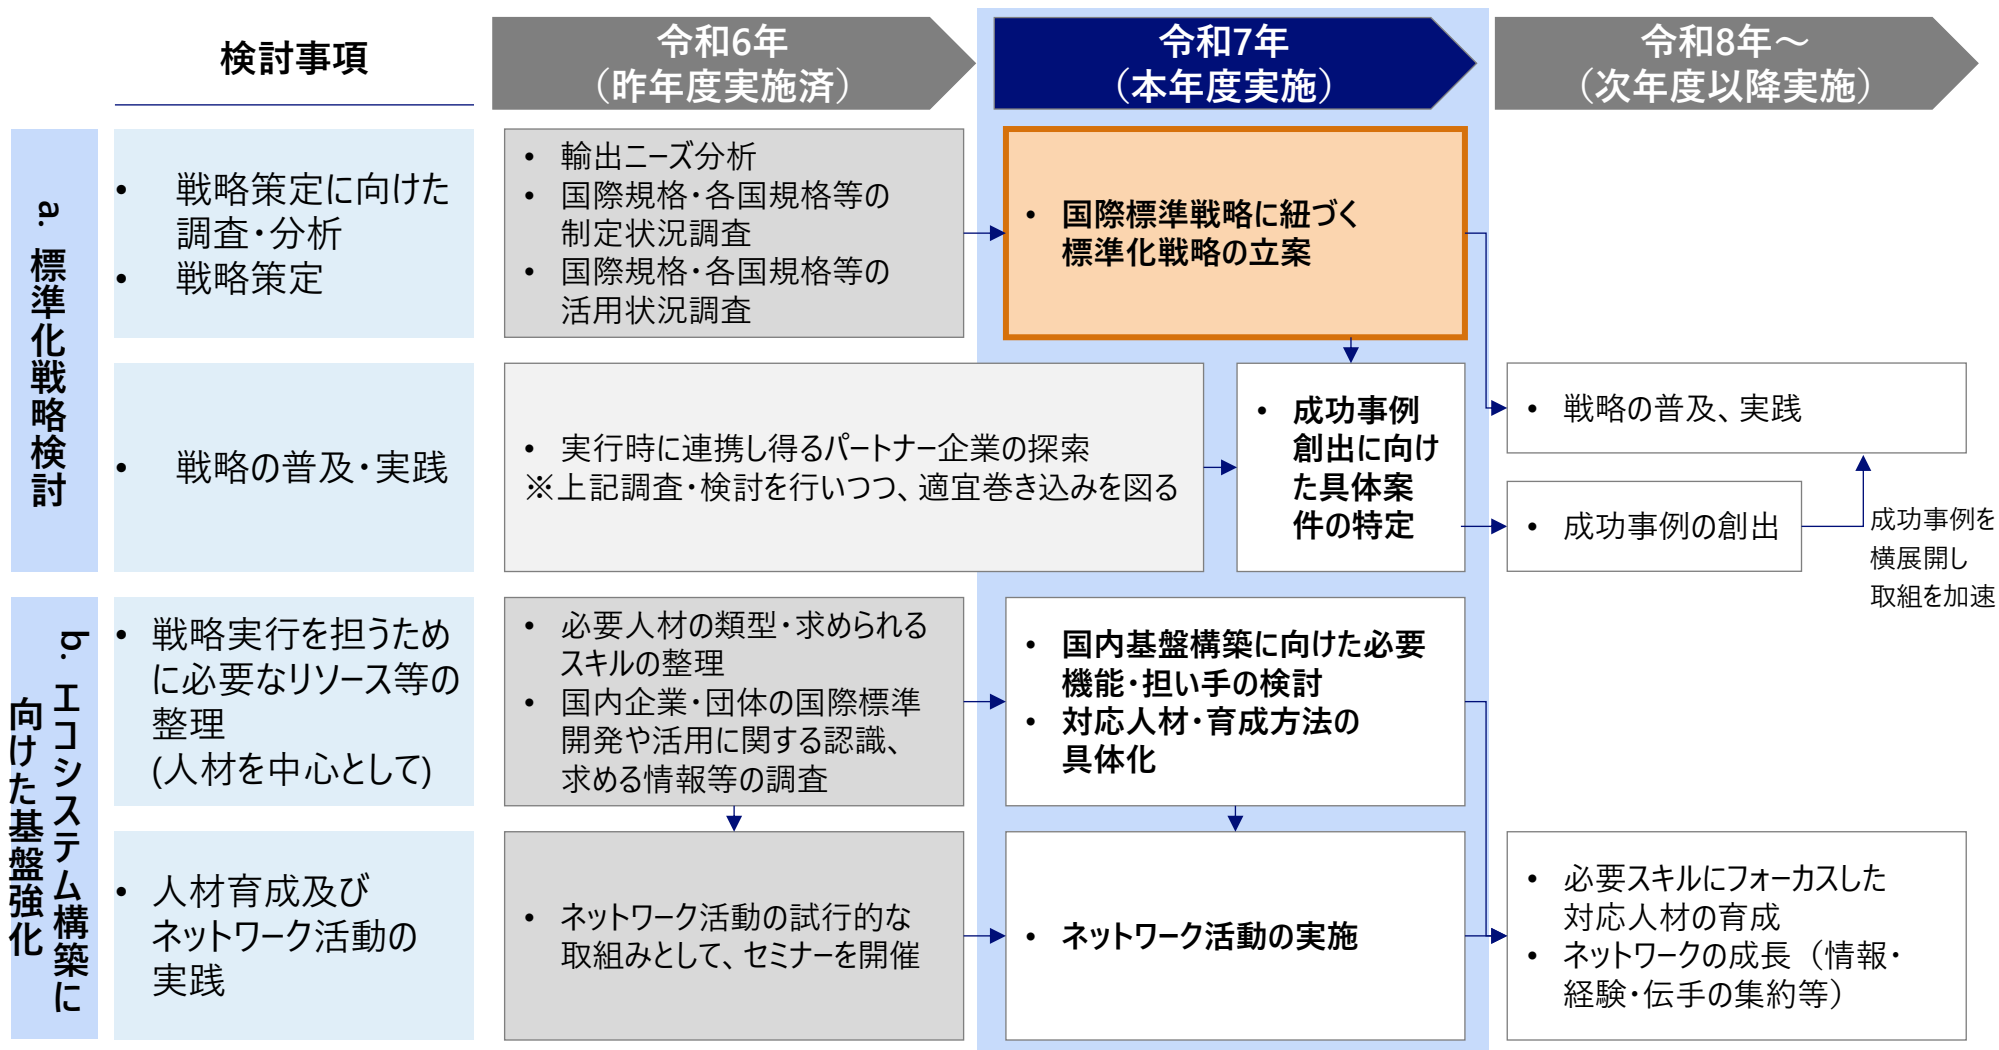 検討事項
令和6年
（昨年度実施済）
令和7年
（本年度実施）
令和8年～
（次年度以降実施）
a. 標準化戦略検討
• 戦略策定に向けた
調査・分析
• 戦略策定
• 輸出ニーズ分析
• 国際規格・各国規格等の
制定状況調査
• 国際規格・各国規格等の
活用状況調査
• 国際標準戦略に紐づく
標準化戦略の立案
• 戦略の普及・実践
• 実行時に連携し得るパートナー企業の探索
※上記調査・検討を行いつつ、適宜巻き込みを図る
• 成功事例
創出に向け
た具体案
件の特定
• 戦略の普及、実践
• 成功事例の創出
成功事例を
横展開し
取組を加速
b. エコシステム構築に
向けた基盤強化
• 戦略実行を担うため
に必要なリソース等の
整理
(人材を中心として)
• 必要人材の類型・求められる
スキルの整理
• 国内企業・団体の国際標準
開発や活用に関する認識、
求める情報等の調査
• 国内基盤構築に向けた必要
機能・担い手の検討
• 対応人材・育成方法の
具体化
• 人材育成及び
ネットワーク活動の
実践
• ネットワーク活動の試行的な
取組みとして、セミナーを開催
• ネットワーク活動の実施
• 必要スキルにフォーカスした
対応人材の育成
• ネットワークの成長（情報・
経験・伝手の集約等）